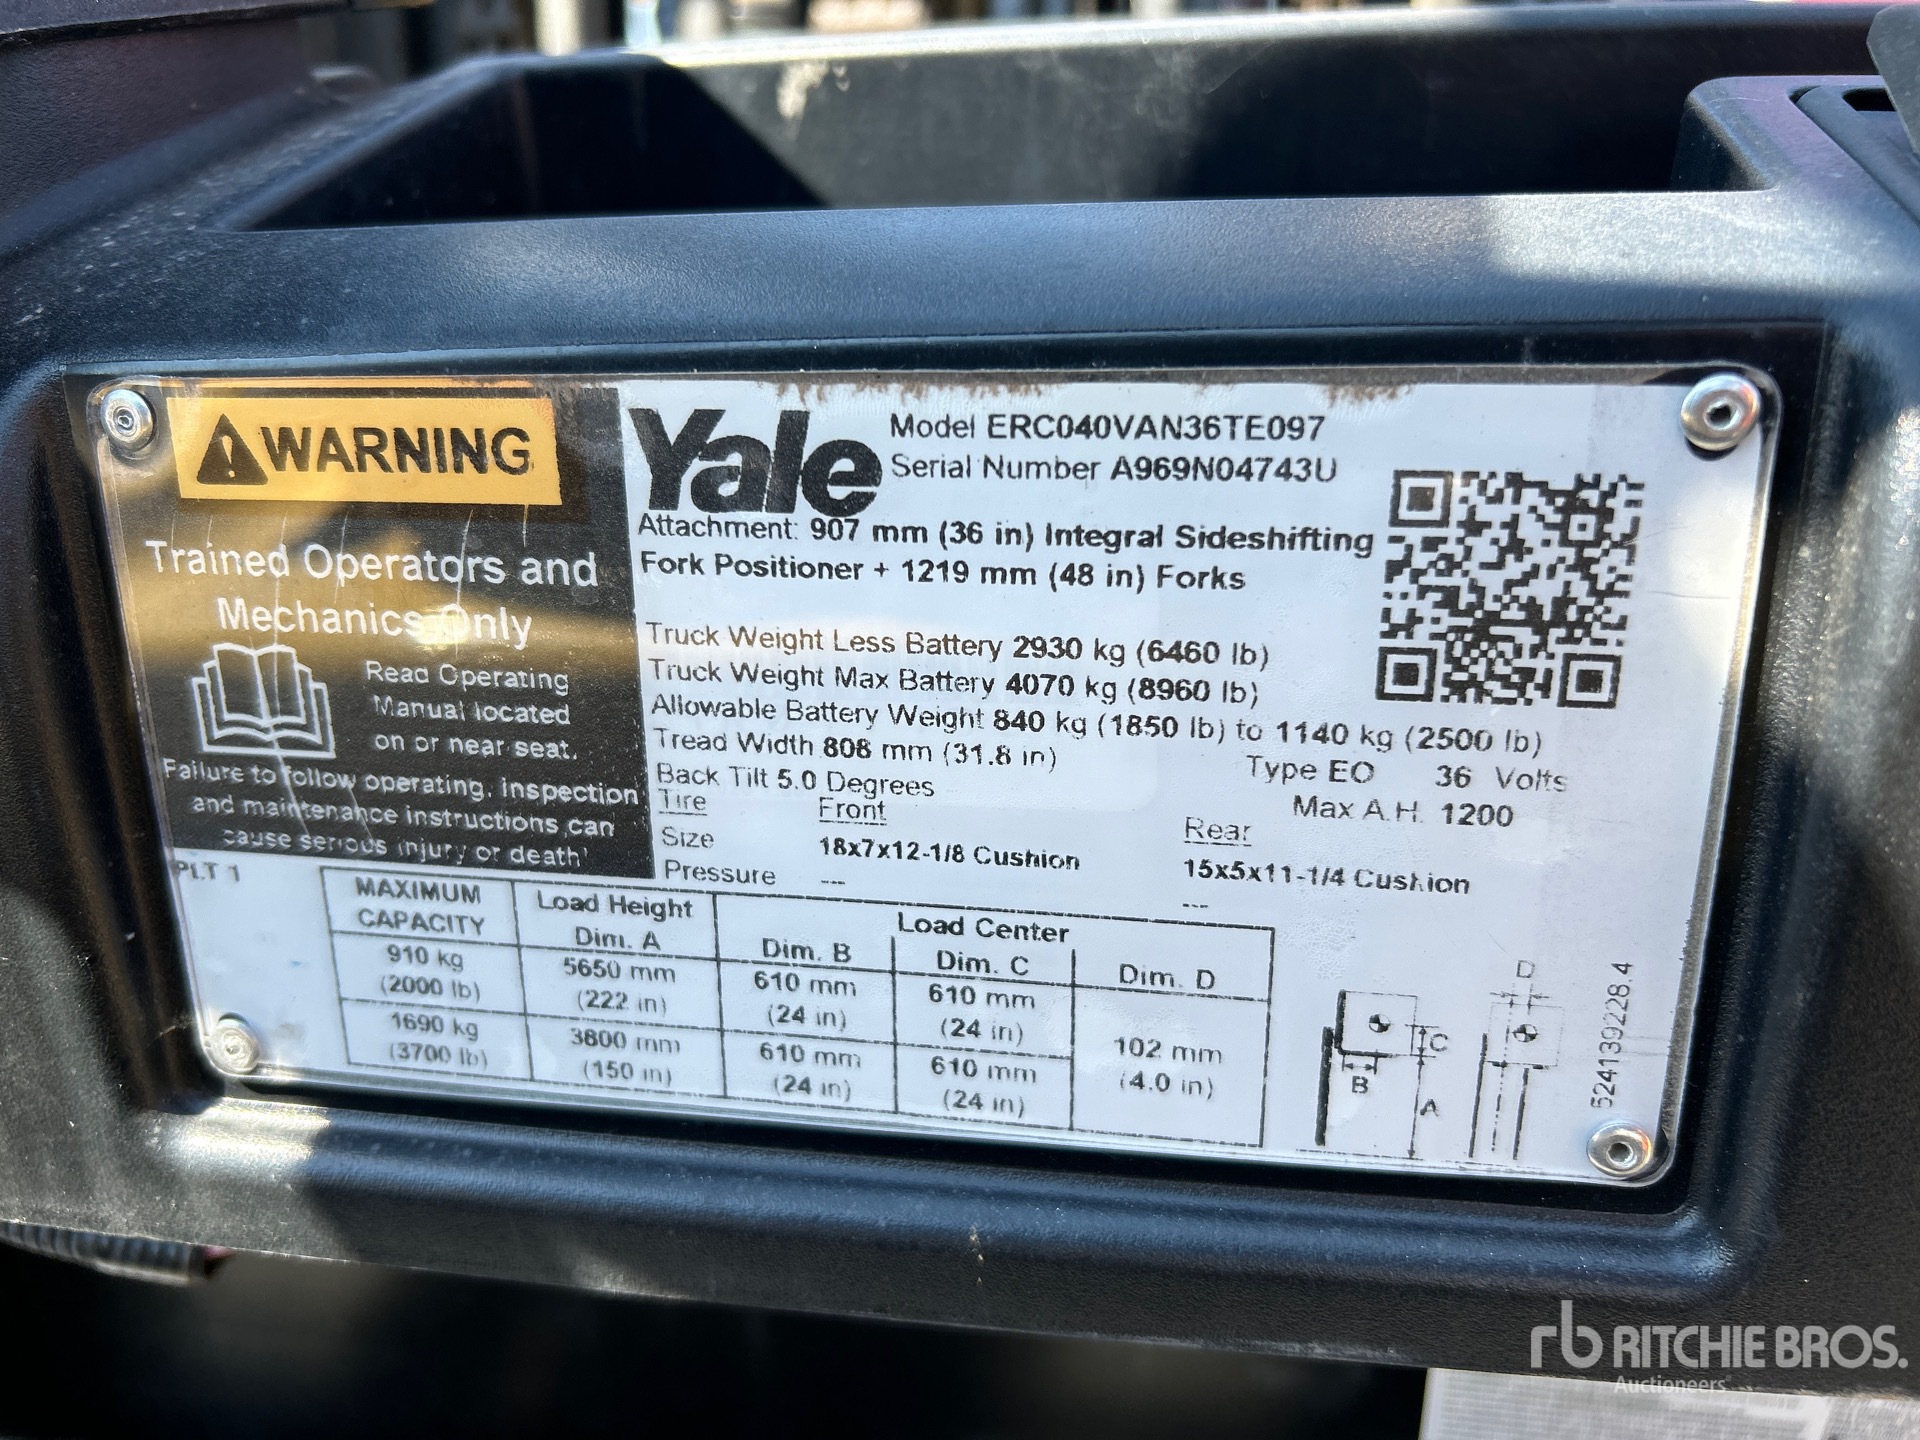 WARNING
Trained Operators and
Mechanics Only
Read Operating
Manual located
on or near seat.
Failure to follow operating, inspection
and maintenance instructions can
cause serious injury or death
Yale
Model ERC040VAN36TE097
Serial Number A969N04743U
Attachment: 907 mm (36 in) Integral Sideshifting
Fork Positioner + 1219 mm (48 in) Forks
Truck Weight Less Battery 2930 kg (6460 lb)
Truck Weight Max Battery 4070 kg (8960 lb)
Allowable Battery Weight 840 kg (1850 lb) to 1140 kg (2500 lb)
Tread Width 808 mm (31.8 in)
Type EO 36 Volts
Back Tilt 5.0 Degrees
Max A.H. 1200
Tire Front Rear
Size 18x7x12-1/8 Cushion 15x5x11-1/4 Cushion
Pressure --- ---
PLT 1
MAXIMUM CAPACITY Load Height Dim. A Load Center
Dim. B Dim. C Dim. D
910 kg 5650 mm 610 mm 610 mm
(2000 lb) (222 in) (24 in) (24 in)
102 mm
(4.0 in)
1690 kg 3800 mm 610 mm 610 mm
(3700 lb) (150 in) (24 in) (24 in)
D
C
B
A
524139228.4
rb RITCHIE BROS.
Auctioneers